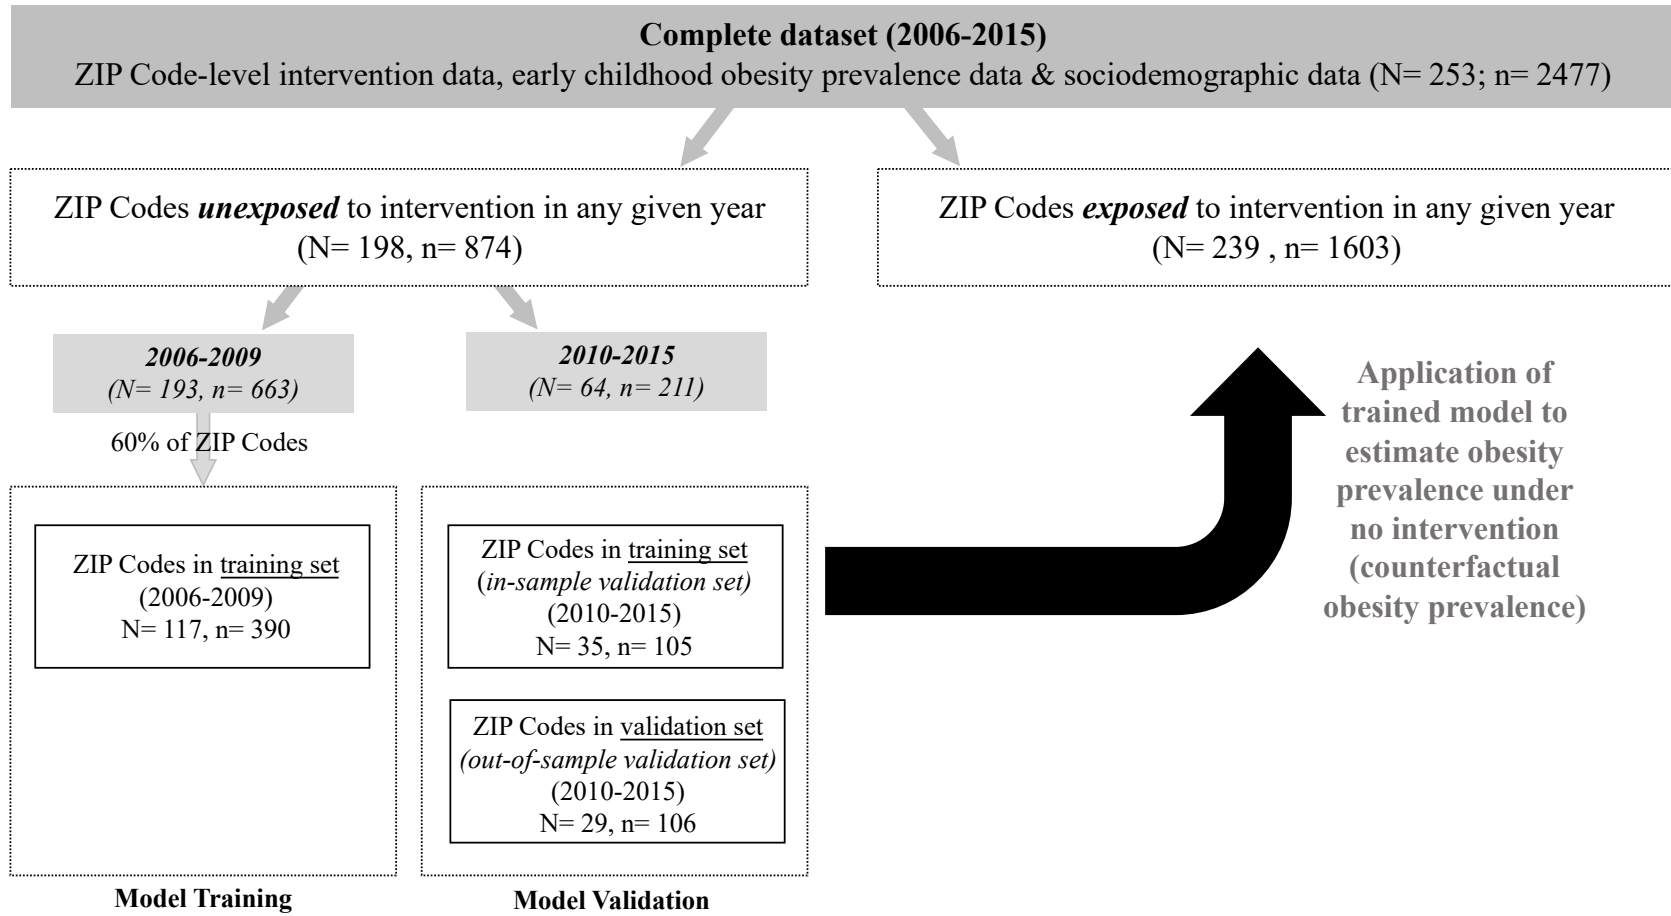 Complete dataset (2006-2015)
ZIP Code-level intervention data, early childhood obesity prevalence data & sociodemographic data (N= 253; n= 2477)
ZIP Codes unexposed to intervention in any given year
(N= 198, n= 874)
ZIP Codes exposed to intervention in any given year
(N= 239 , n= 1603)
2006-2009
(N= 193, n= 663)
2010-2015
(N= 64, n= 211)
60% of ZIP Codes
ZIP Codes in training set
(2006-2009)
N= 117, n= 390
Model Training
ZIP Codes in training set
(in-sample validation set)
(2010-2015)
N= 35, n= 105
ZIP Codes in validation set
(out-of-sample validation set)
(2010-2015)
N= 29, n= 106
Model Validation
Application of
trained model to
estimate obesity
prevalence under
no intervention
(counterfactual
obesity prevalence)